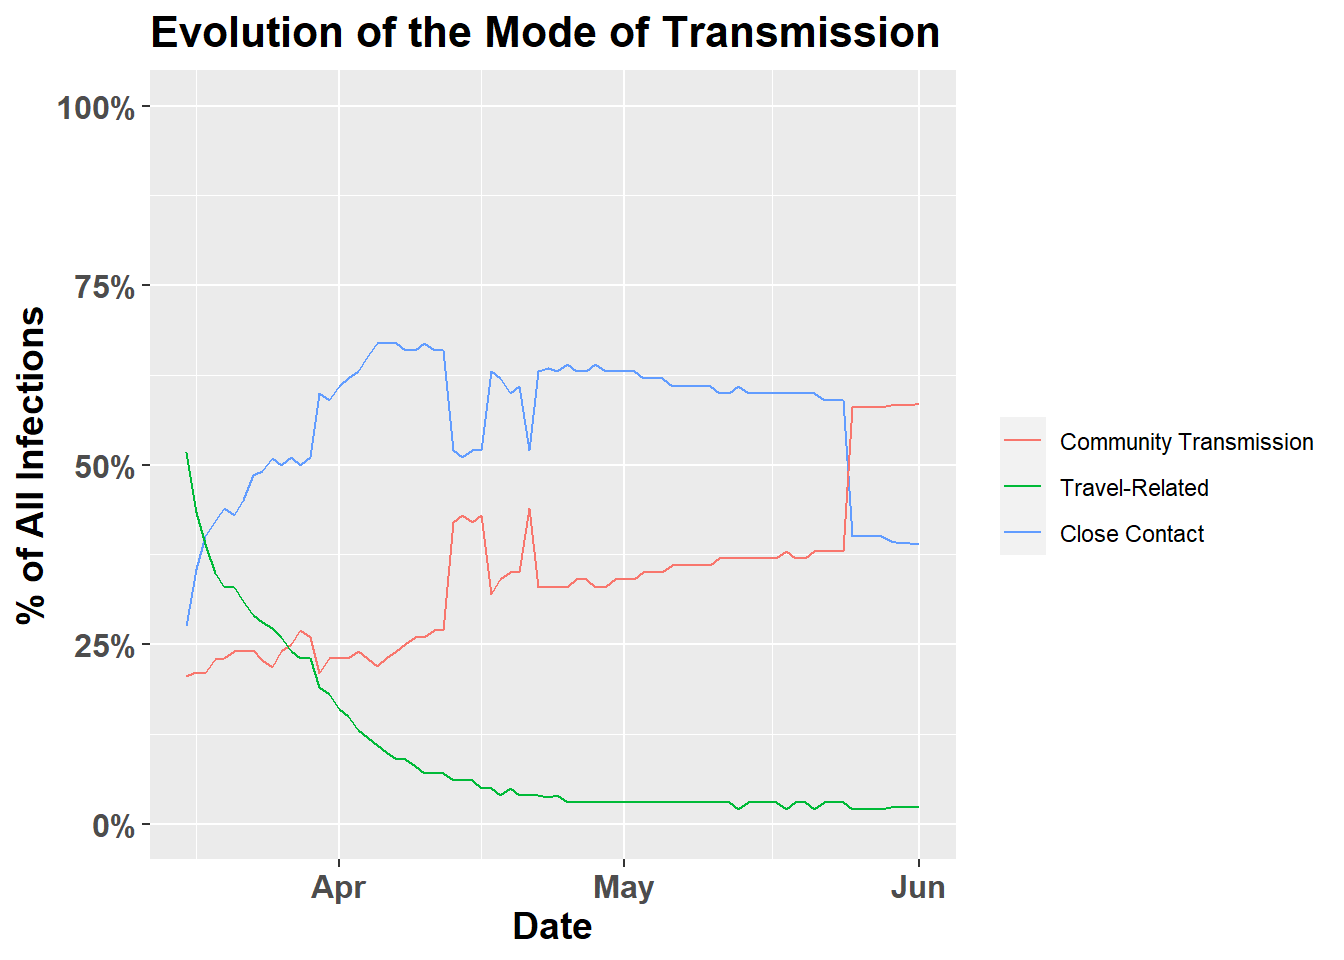 Evolution of the Mode of Transmission
100%
75%
50%
25%
0%
% of All Infections
Apr
May
Jun
Date
Community Transmission
Travel-Related
Close Contact